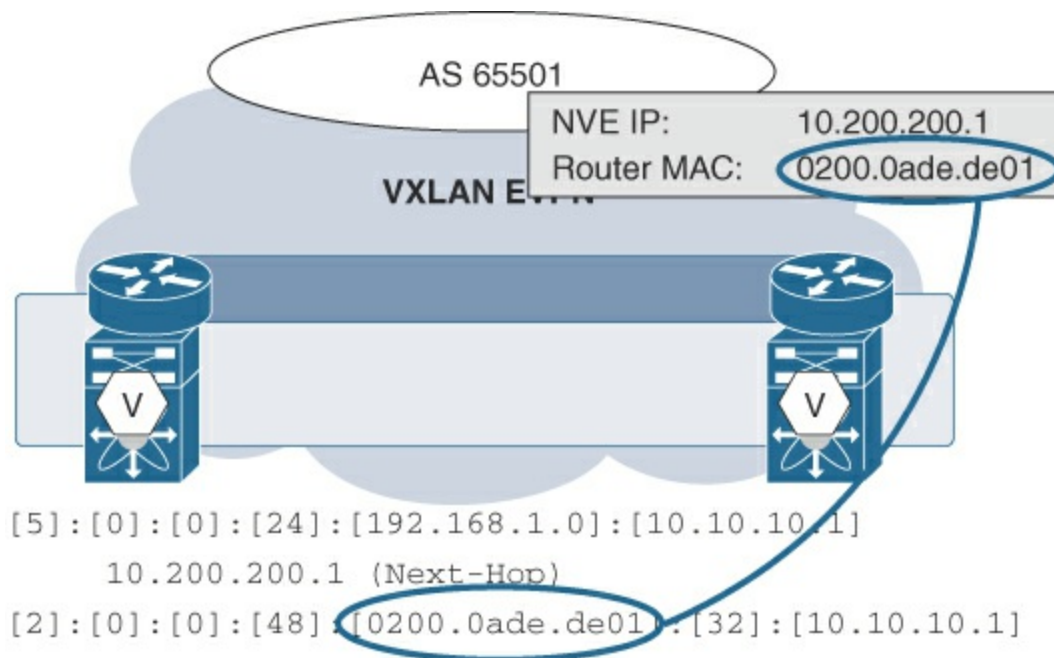 AS 65501
NVE IP: 10.200.200.1
Router MAC: 0200.0ade.de01
VXLAN EVPN
V V
[5]:[0]:[0]:[24]:[192.168.1.0]:[10.10.10.1]
10.200.200.1 (Next-Hop)
[2]:[0]:[0]:[48]:[0200.0ade.de01]:[32]:[10.10.10.1]